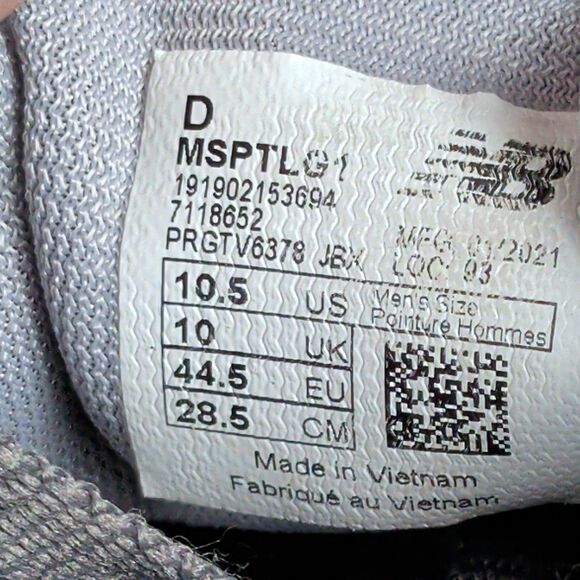 D
MSPTLG1
191902153694
7118652
PRGTV6378 JBX
MFG: 01/2021
LOC: 93
10.5 US Men's Size
Pointure Hommes
10 UK
44.5 EU
28.5 CM
Made in Vietnam
Fabriqué au Vietnam